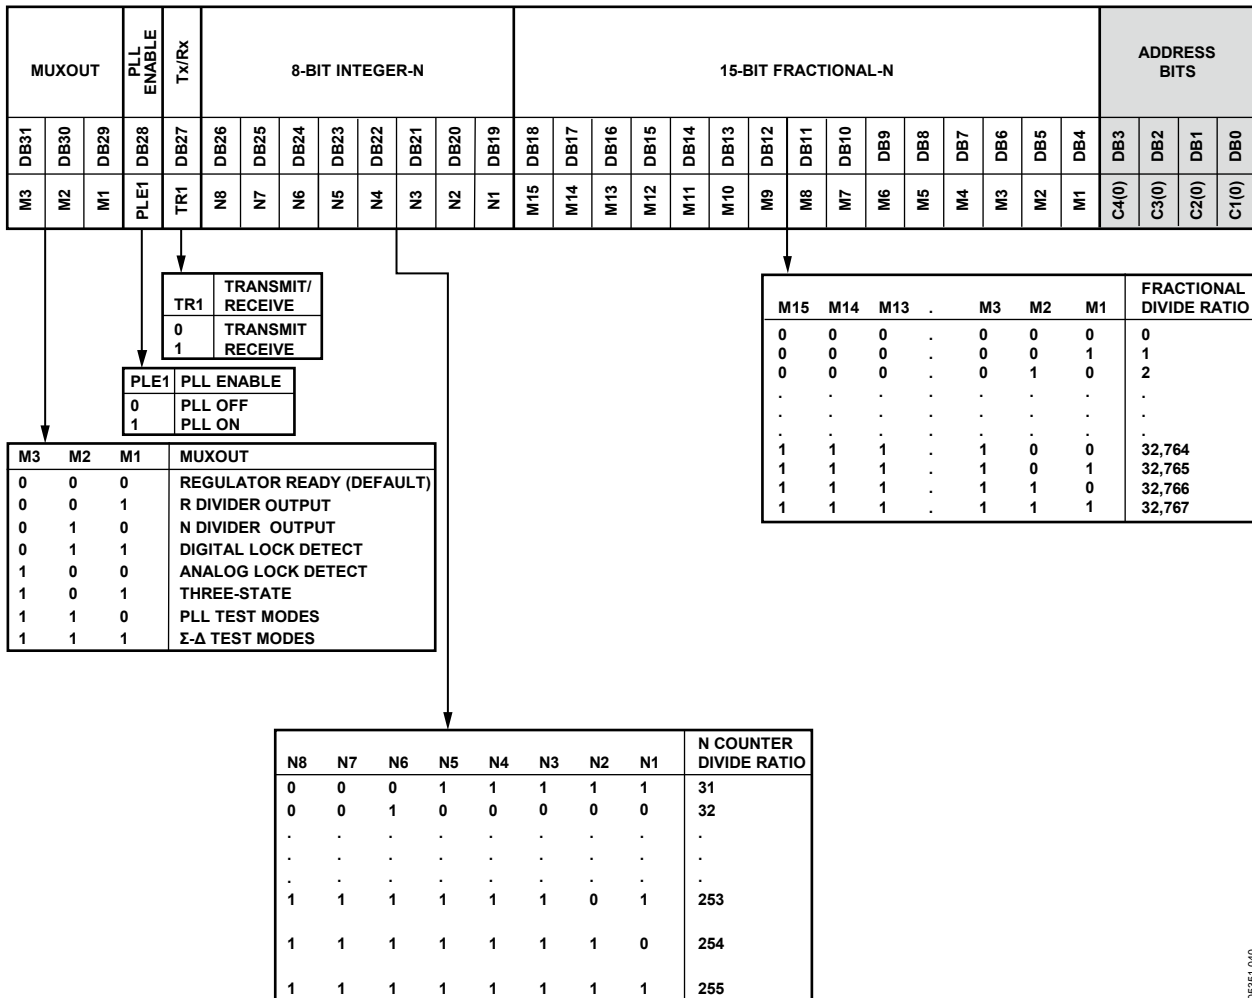 MUXOUT
PLL ENABLE
Tx/Rx
8-BIT INTEGER-N
15-BIT FRACTIONAL-N
ADDRESS BITS
DB31 DB30 DB29 DB28 DB27 DB26 DB25 DB24 DB23 DB22 DB21 DB20 DB19 DB18 DB17 DB16 DB15 DB14 DB13 DB12 DB11 DB10 DB9 DB8 DB7 DB6 DB5 DB4 DB3 DB2 DB1 DB0
M3 M2 M1 PLE1 TR1 N8 N7 N6 N5 N4 N3 N2 N1 M15 M14 M13 M12 M11 M10 M9 M8 M7 M6 M5 M4 M3 M2 M1 C4(0) C3(0) C2(0) C1(0)
TR1 TRANSMIT/ RECEIVE
0 TRANSMIT
1 RECEIVE
PLE1 PLL ENABLE
0 PLL OFF
1 PLL ON
M3 M2 M1 MUXOUT
0 0 0 REGULATOR READY (DEFAULT)
0 0 1 R DIVIDER OUTPUT
0 1 0 N DIVIDER OUTPUT
0 1 1 DIGITAL LOCK DETECT
1 0 0 ANALOG LOCK DETECT
1 0 1 THREE-STATE
1 1 0 PLL TEST MODES
1 1 1 Σ-Δ TEST MODES
M15 M14 M13 . M3 M2 M1 FRACTIONAL DIVIDE RATIO
0 0 0 . 0 0 0 0
0 0 0 . 0 0 1 1
0 0 0 . 0 1 0 2
. . . . . . . .
. . . . . . . .
. . . . . . . .
1 1 1 . 1 0 0 32,764
1 1 1 . 1 0 1 32,765
1 1 1 . 1 1 0 32,766
1 1 1 . 1 1 1 32,767
N8 N7 N6 N5 N4 N3 N2 N1 N COUNTER DIVIDE RATIO
0 0 0 1 1 1 1 1 31
0 0 1 0 0 0 0 0 32
. . . . . . . . .
. . . . . . . . .
. . . . . . . . .
1 1 1 1 1 1 0 1 253
1 1 1 1 1 1 1 0 254
1 1 1 1 1 1 1 1 255